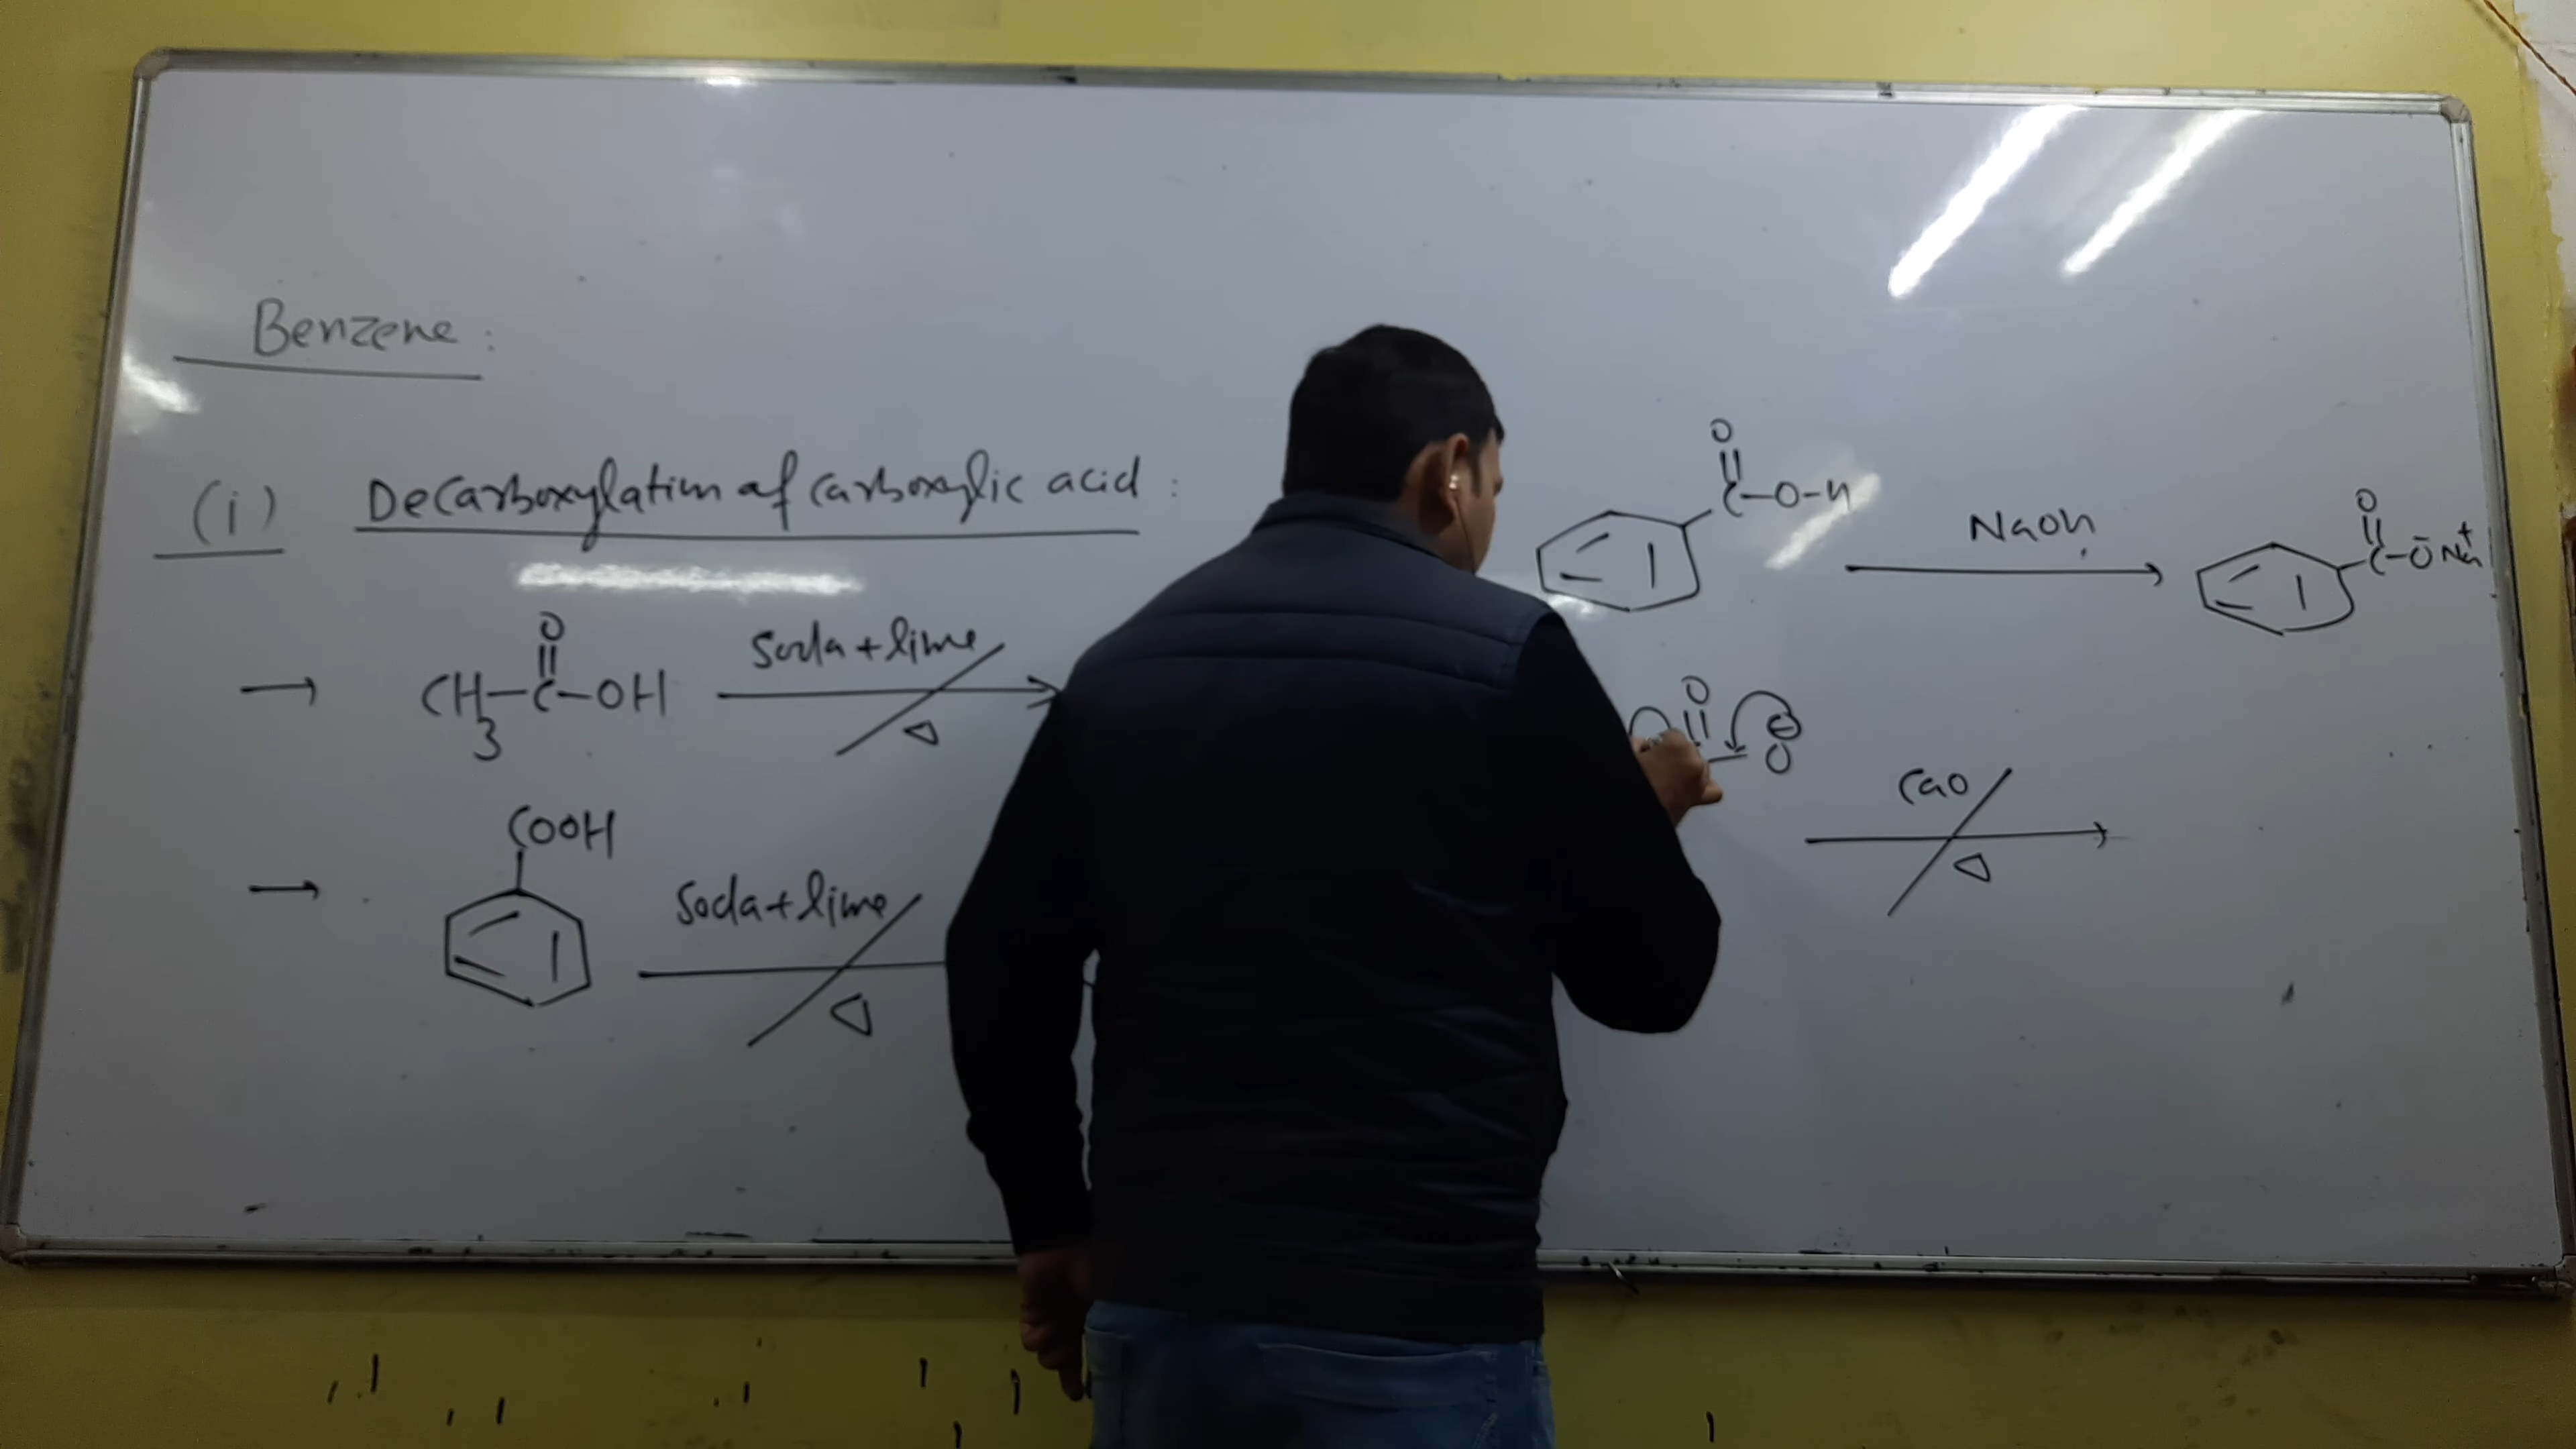 Benzene :
(i) Decarboxylation of carboxylic acid :
O
CH3–C–OH
Soda + lime
Δ
COOH
Soda + lime
Δ
O
C–O–H
NaOH
O
C–O⁻ Na⁺
O
⊖
O
CaO
Δ